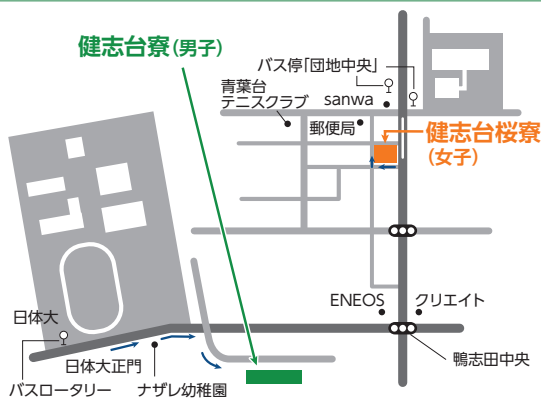 健志台寮(男子)
バス停「団地中央」
青葉台
テニスクラブ
sanwa
郵便局
健志台桜寮
(女子)
ENEOS
クリエイト
日体大
日体大正門
鴨志田中央
バスロータリー
ナザレ幼稚園